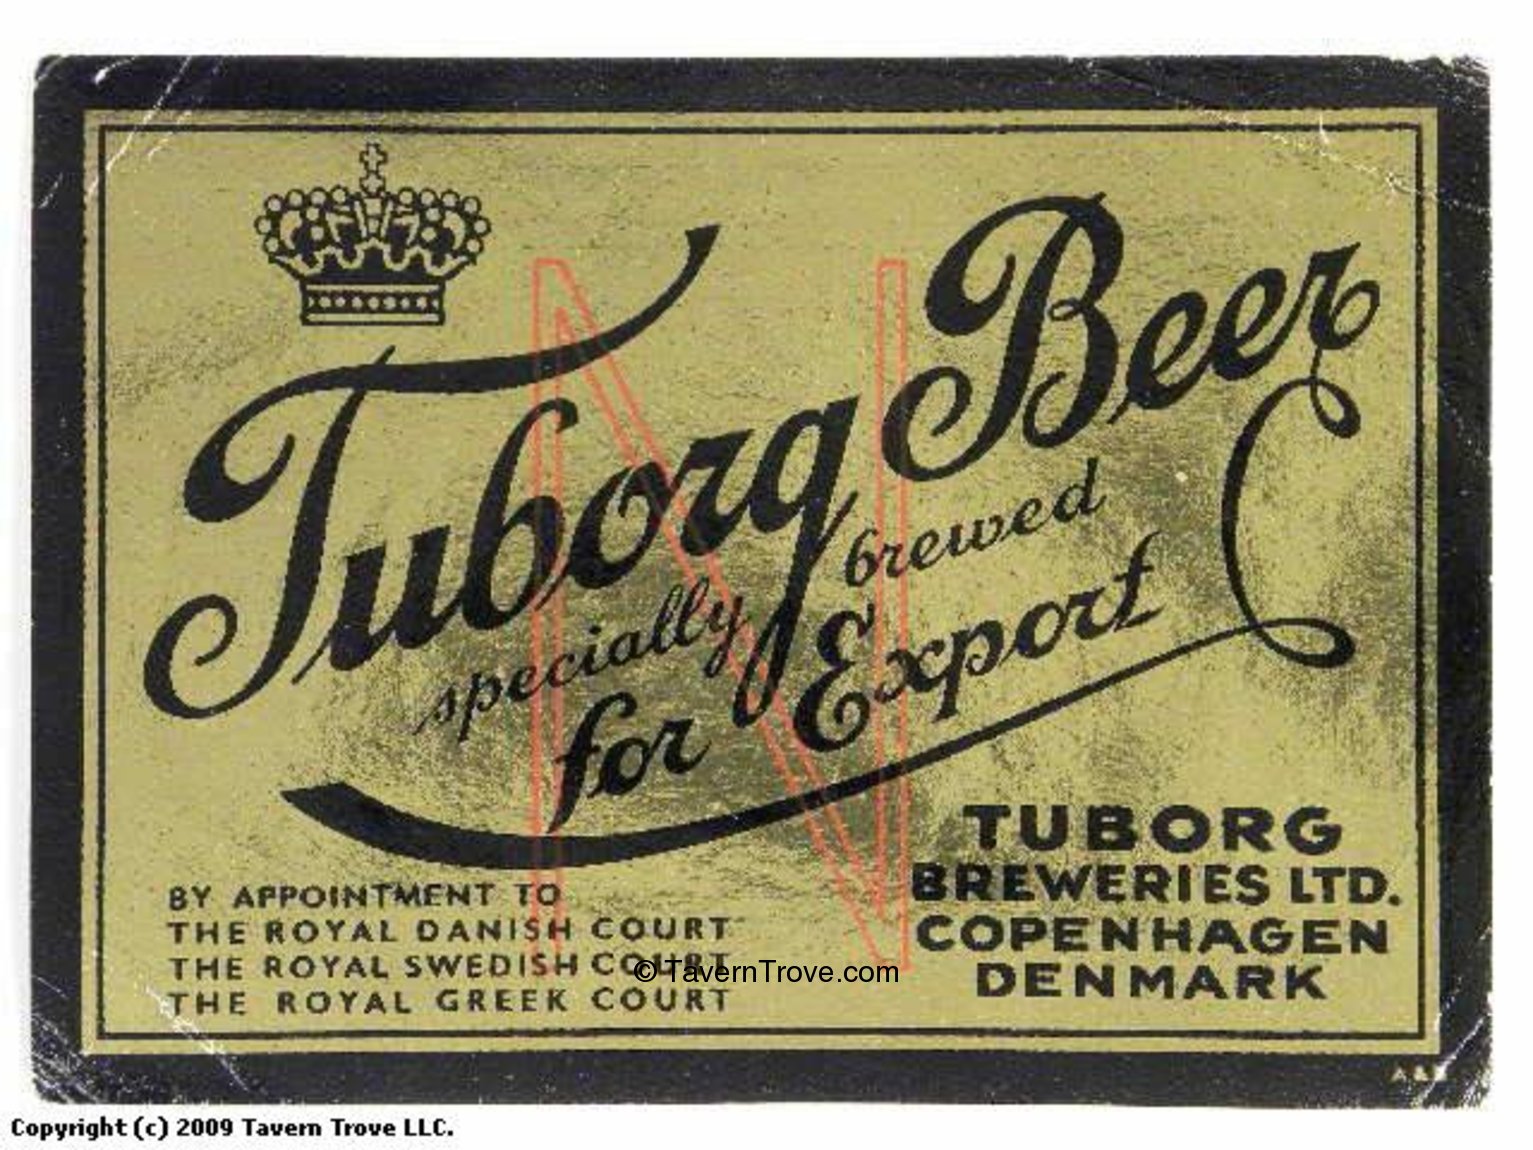 Tuborg Beer
specially brewed
for Export
N
BY APPOINTMENT TO
THE ROYAL DANISH COURT
THE ROYAL SWEDISH COURT
THE ROYAL GREEK COURT
TUBORG
BREWERIES LTD.
COPENHAGEN
DENMARK
© TavernTrove.com
Copyright (c) 2009 Tavern Trove LLC.